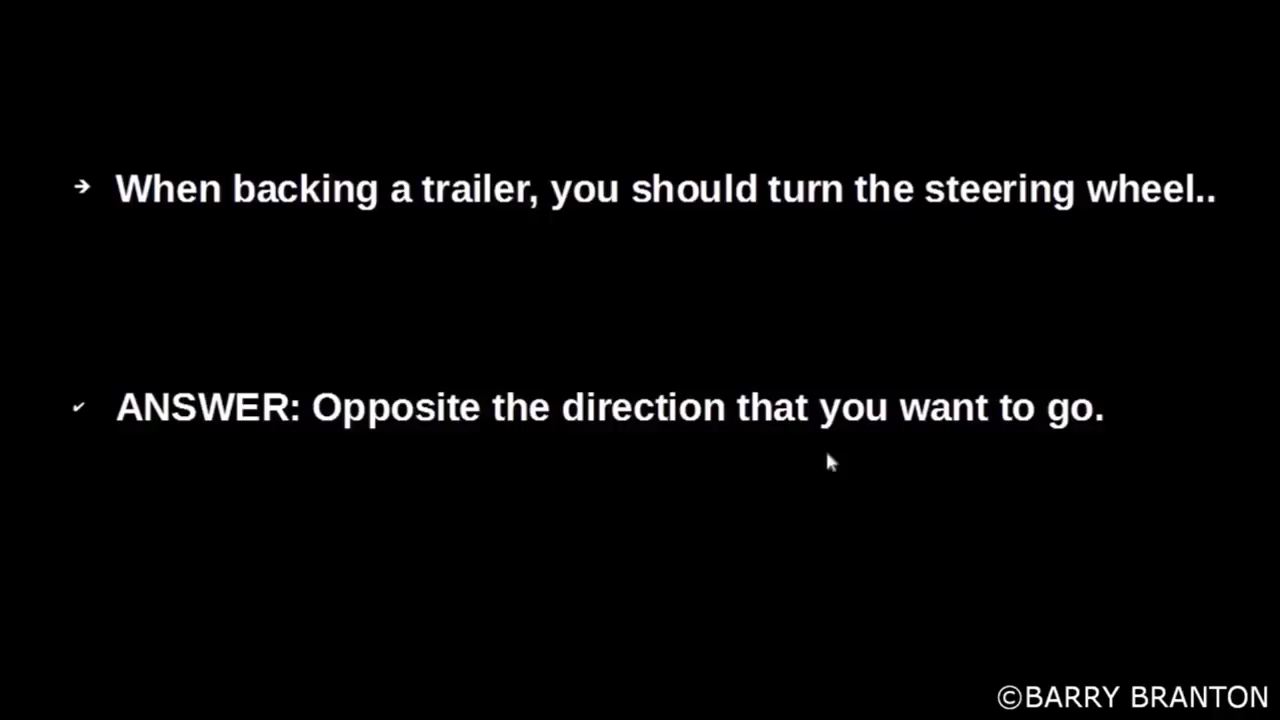 ➔ When backing a trailer, you should turn the steering wheel..
✓ ANSWER: Opposite the direction that you want to go.
©BARRY BRANTON